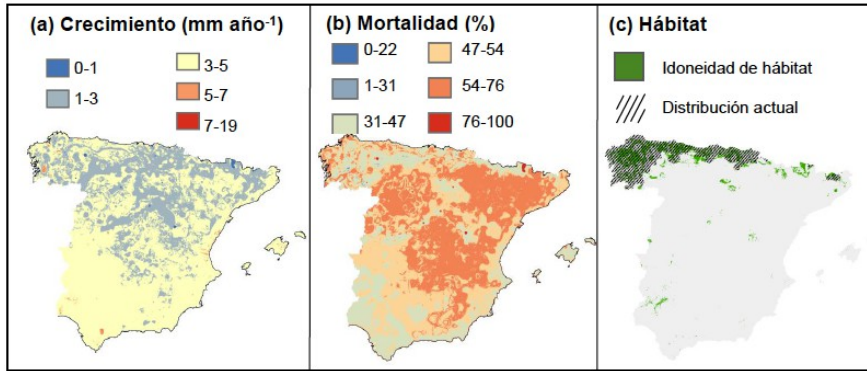 (a) Crecimiento (mm año⁻¹)
0-1
1-3
3-5
5-7
7-19
(b) Mortalidad (%)
0-22
1-31
31-47
47-54
54-76
76-100
(c) Hábitat
Idoneidad de hábitat
Distribución actual